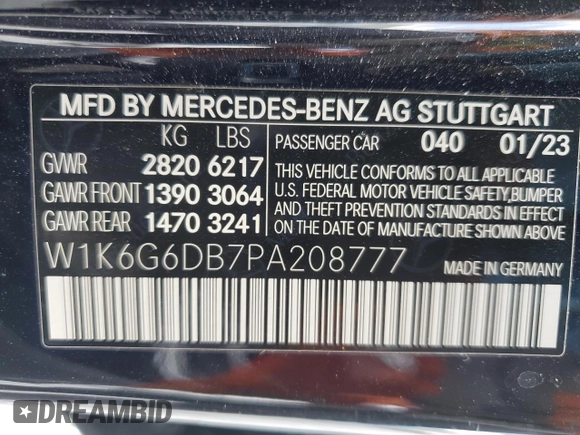 MFD BY MERCEDES-BENZ AG STUTTGART
KG LBS
GVWR 2820 6217
GAWR FRONT 1390 3064
GAWR REAR 1470 3241
PASSENGER CAR 040 01/23
THIS VEHICLE CONFORMS TO ALL APPLICABLE
U.S. FEDERAL MOTOR VEHICLE SAFETY, BUMPER
AND THEFT PREVENTION STANDARDS IN EFFECT
ON THE DATE OF MANUFACTURE SHOWN ABOVE.
W1K6G6DB7PA208777
MADE IN GERMANY
DREAMBID